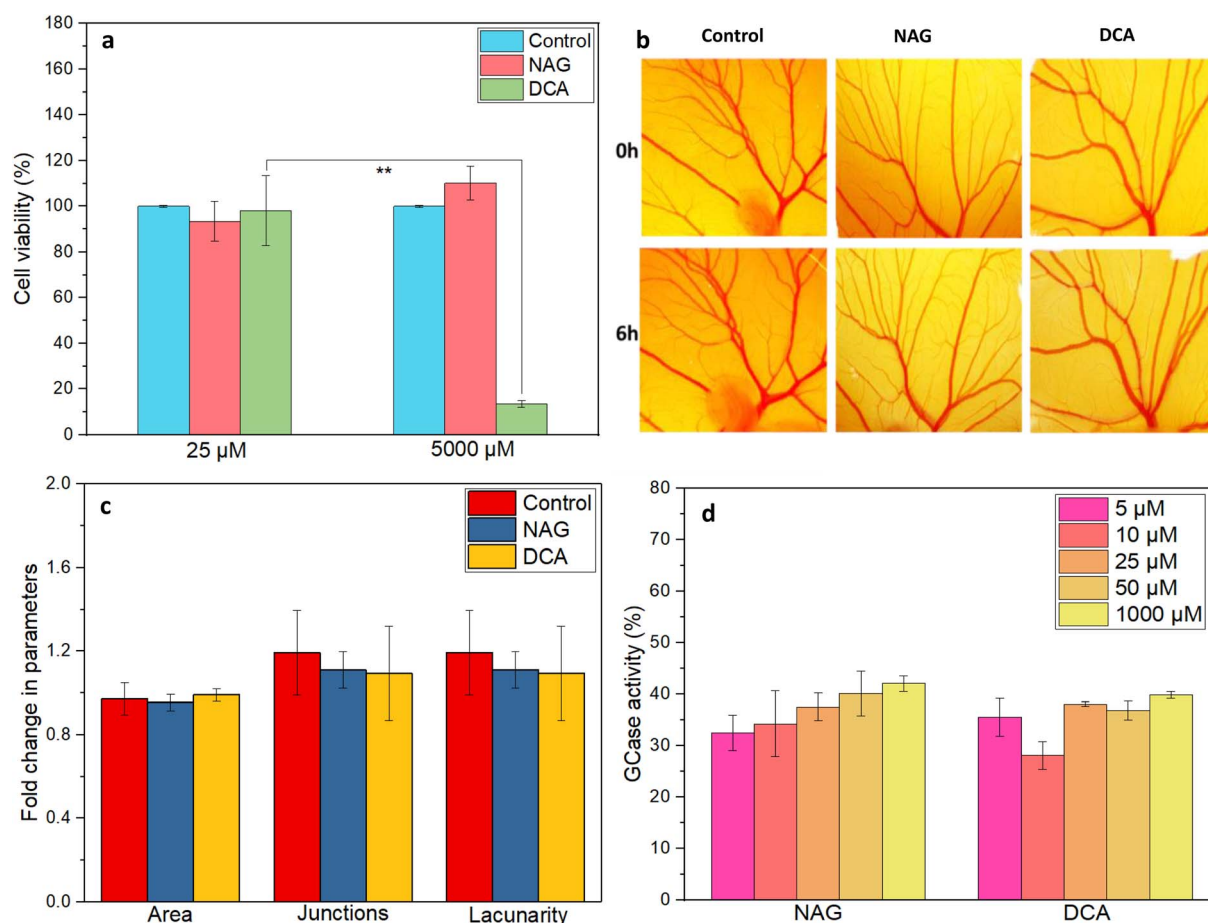 a
180
160
140
120
100
80
60
40
20
0
Cell viability (%)
Control
NAG
DCA
**
25 µM
5000 µM
b
Control NAG DCA
0h
6h
c
2.0
1.6
1.2
0.8
0.4
0.0
Fold change in parameters
Control
NAG
DCA
Area
Junctions
Lacunarity
d
80
70
60
50
40
30
20
10
0
GCase activity (%)
5 µM
10 µM
25 µM
50 µM
1000 µM
NAG
DCA